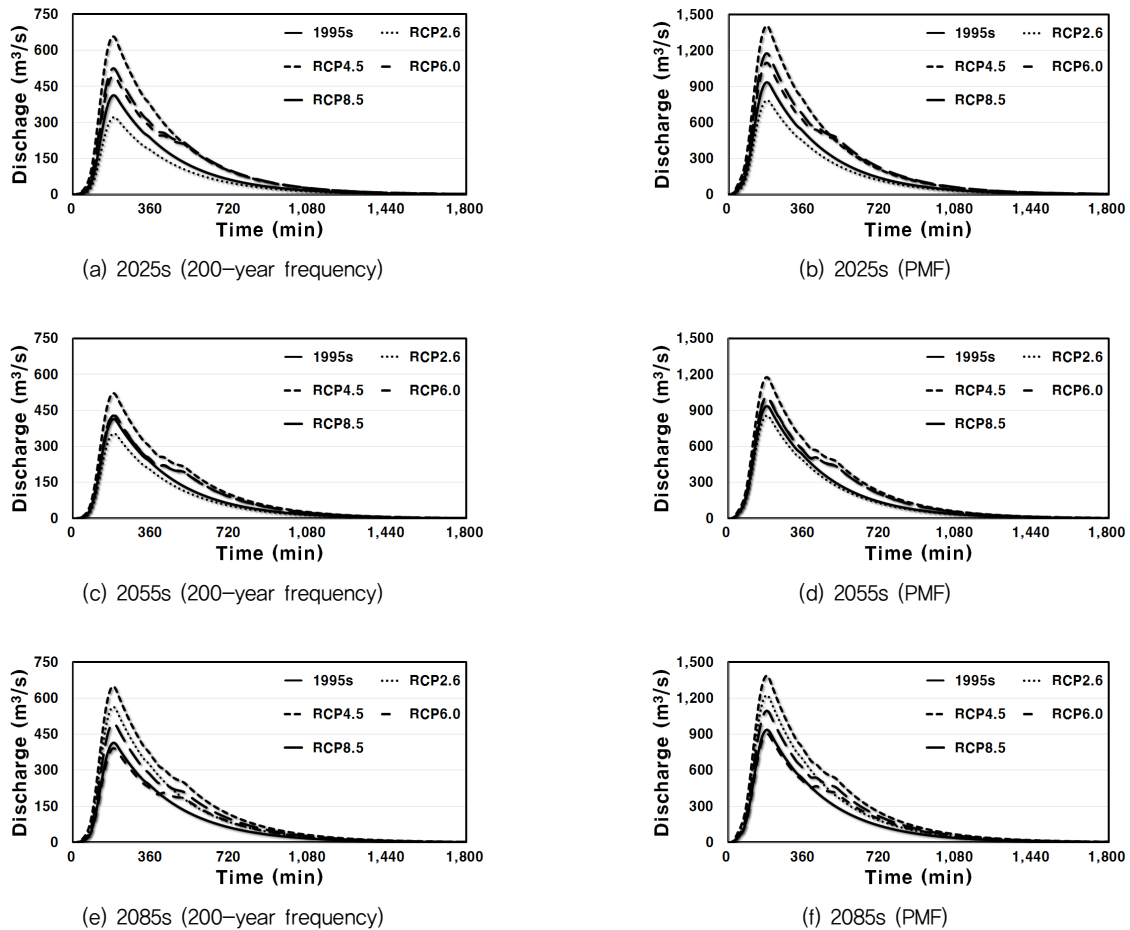 750
600
450
300
150
0
Dischage (m³/s)
1995s
RCP2.6
RCP4.5
RCP6.0
RCP8.5
0 360 720 1,080 1,440 1,800
Time (min)
(a) 2025s (200-year frequency)
1,500
1,200
900
600
300
0
Discharge (m³/s)
1995s
RCP2.6
RCP4.5
RCP6.0
RCP8.5
0 360 720 1,080 1,440 1,800
Time (min)
(b) 2025s (PMF)
750
600
450
300
150
0
Discharge (m³/s)
1995s
RCP2.6
RCP4.5
RCP6.0
RCP8.5
0 360 720 1,080 1,440 1,800
Time (min)
(c) 2055s (200-year frequency)
1,500
1,200
900
600
300
0
Discharge (m³/s)
1995s
RCP2.6
RCP4.5
RCP6.0
RCP8.5
0 360 720 1,080 1,440 1,800
Time (min)
(d) 2055s (PMF)
750
600
450
300
150
0
Discharge (m³/s)
1995s
RCP2.6
RCP4.5
RCP6.0
RCP8.5
0 360 720 1,080 1,440 1,800
Time (min)
(e) 2085s (200-year frequency)
1,500
1,200
900
600
300
0
Discharge (m³/s)
1995s
RCP2.6
RCP4.5
RCP6.0
RCP8.5
0 360 720 1,080 1,440 1,800
Time (min)
(f) 2085s (PMF)